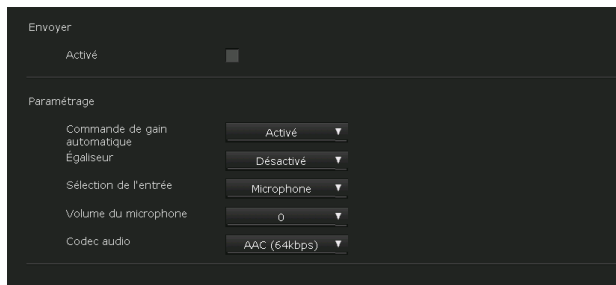 Envoyer
Activé
Paramétrage
Commande de gain
automatique
Activé
Égaliseur
Désactivé
Sélection de l'entrée
Microphone
Volume du microphone
0
Codec audio
AAC (64kbps)